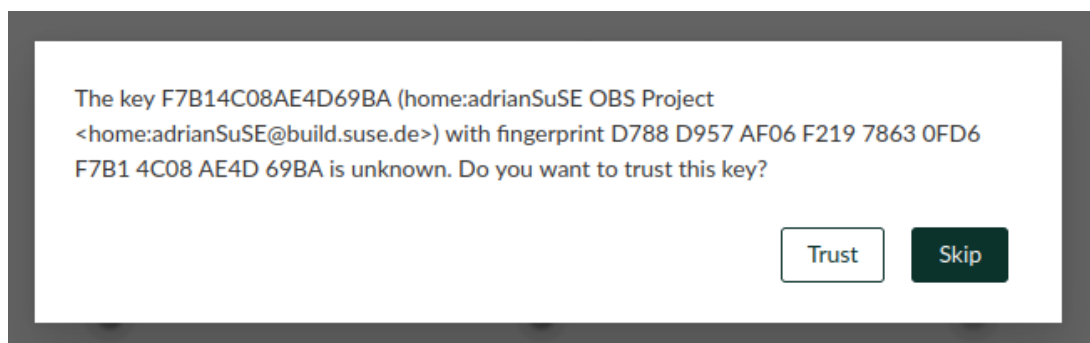 The key F7B14C08AE4D69BA (home:adrianSuSE OBS Project
<home:adrianSuSE@build.suse.de>) with fingerprint D788 D957 AF06 F219 7863 0FD6
F7B1 4C08 AE4D 69BA is unknown. Do you want to trust this key?
Trust Skip